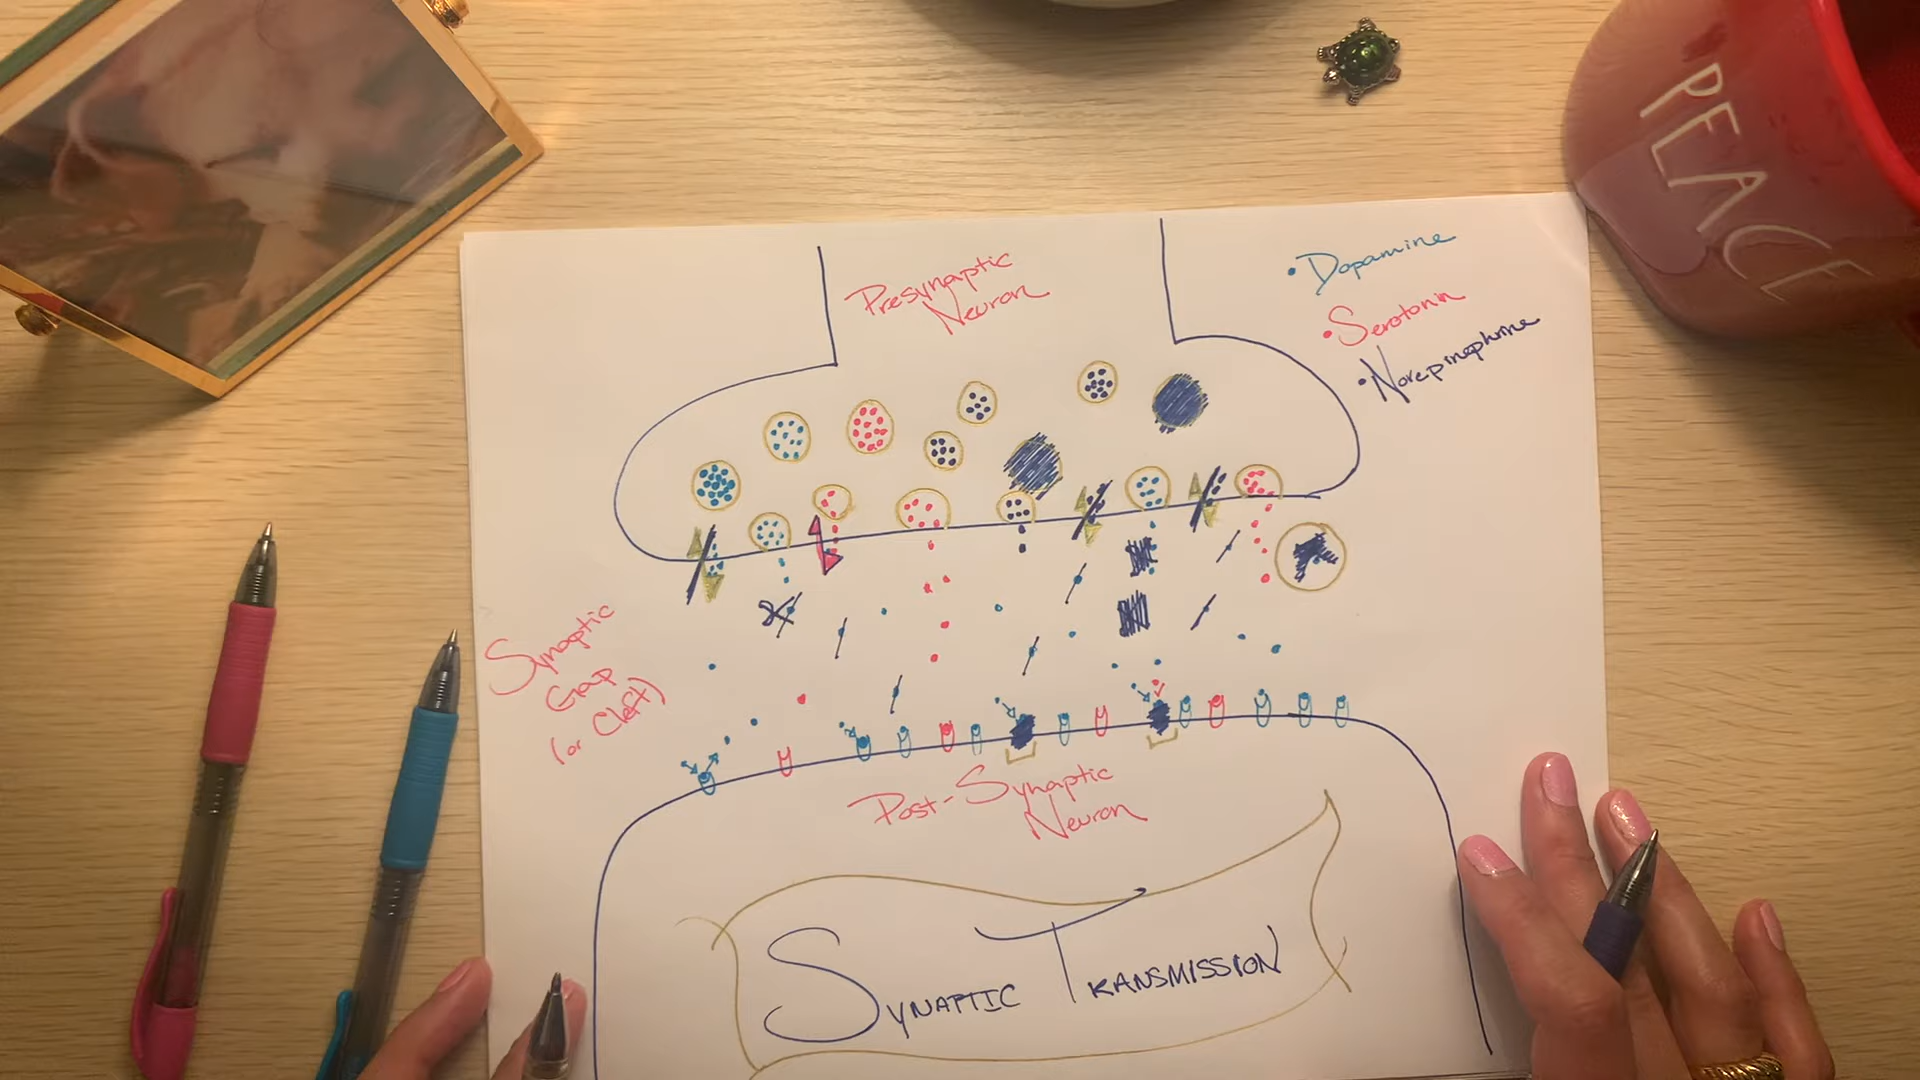 PEACE
Presynaptic
Neuron
• Dopamine
• Serotonin
• Norepinephrine
Synaptic
Gap
(or Cleft)
Post-Synaptic
Neuron
SYNAPTIC TRANSMISSION